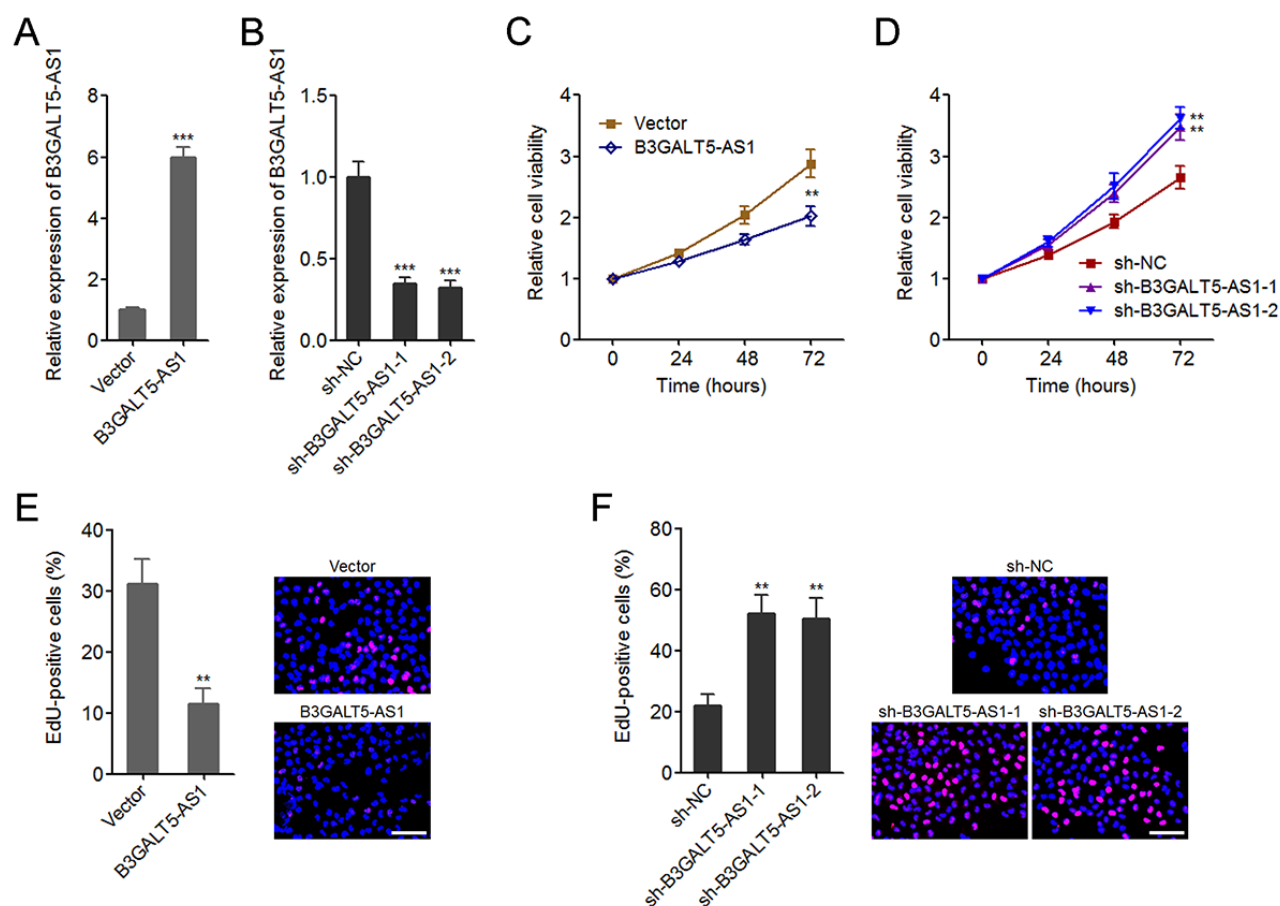 A
Relative expression of B3GALT5-AS1
8
6
4
2
0
***
Vector
B3GALT5-AS1
B
Relative expression of B3GALT5-AS1
1.5
1.0
0.5
0.0
***
***
sh-NC
sh-B3GALT5-AS1-1
sh-B3GALT5-AS1-2
C
Relative cell viability
4
3
2
1
0
Vector
B3GALT5-AS1
**
0 24 48 72
Time (hours)
D
Relative cell viability
4
3
2
1
0
**
**
sh-NC
sh-B3GALT5-AS1-1
sh-B3GALT5-AS1-2
0 24 48 72
Time (hours)
E
EdU-positive cells (%)
40
30
20
10
0
**
Vector
B3GALT5-AS1
Vector
B3GALT5-AS1
F
EdU-positive cells (%)
80
60
40
20
0
**
**
sh-NC
sh-B3GALT5-AS1-1
sh-B3GALT5-AS1-2
sh-NC
sh-B3GALT5-AS1-1
sh-B3GALT5-AS1-2